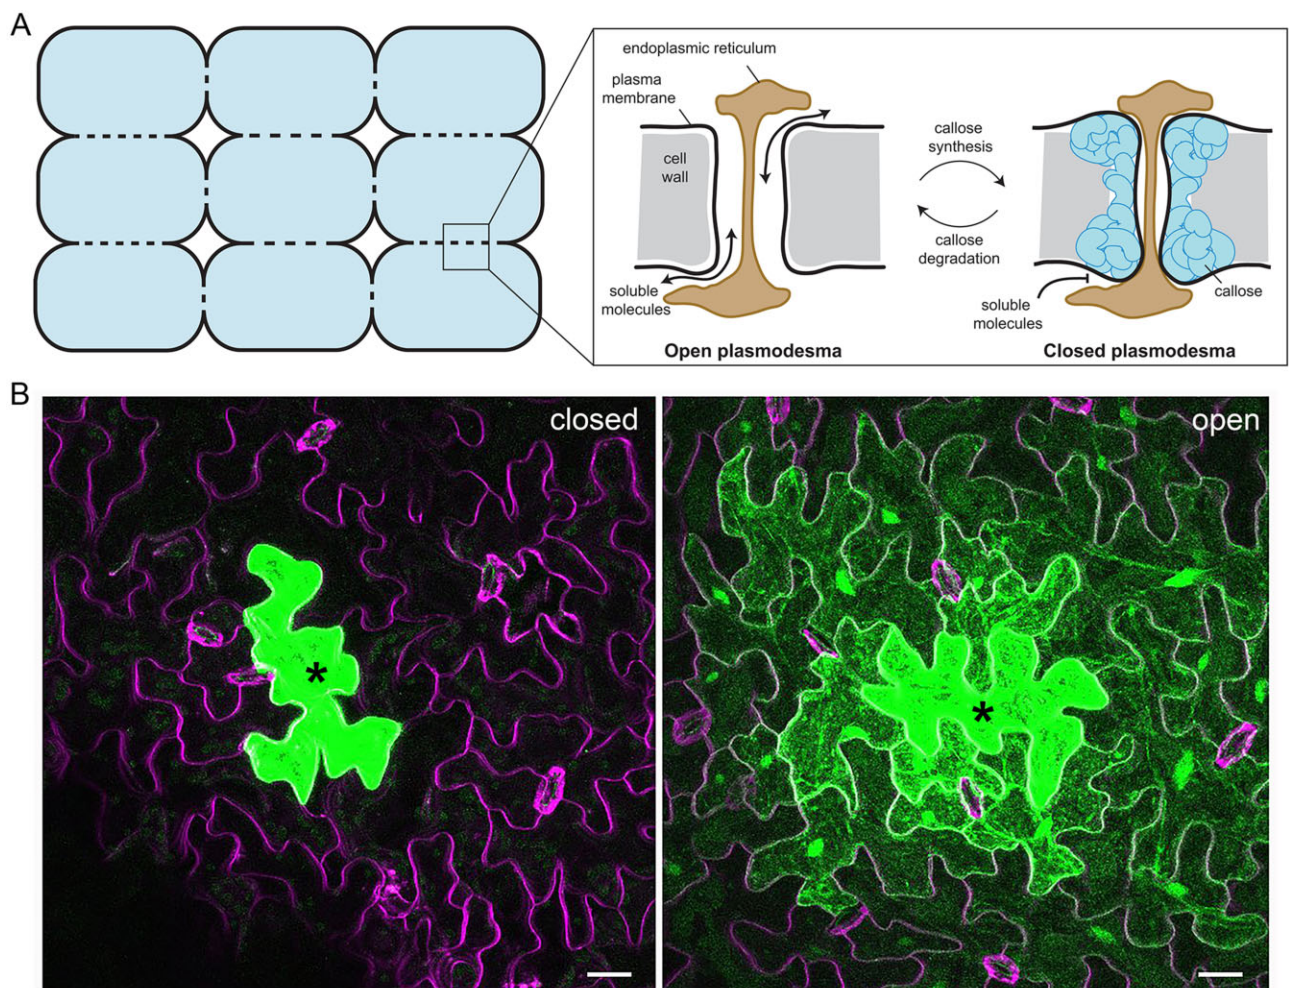 A
endoplasmic reticulum
plasma
membrane
cell
wall
soluble
molecules
Open plasmodesma
callose
synthesis
callose
degradation
soluble
molecules
callose
Closed plasmodesma
B
closed
*
open
*